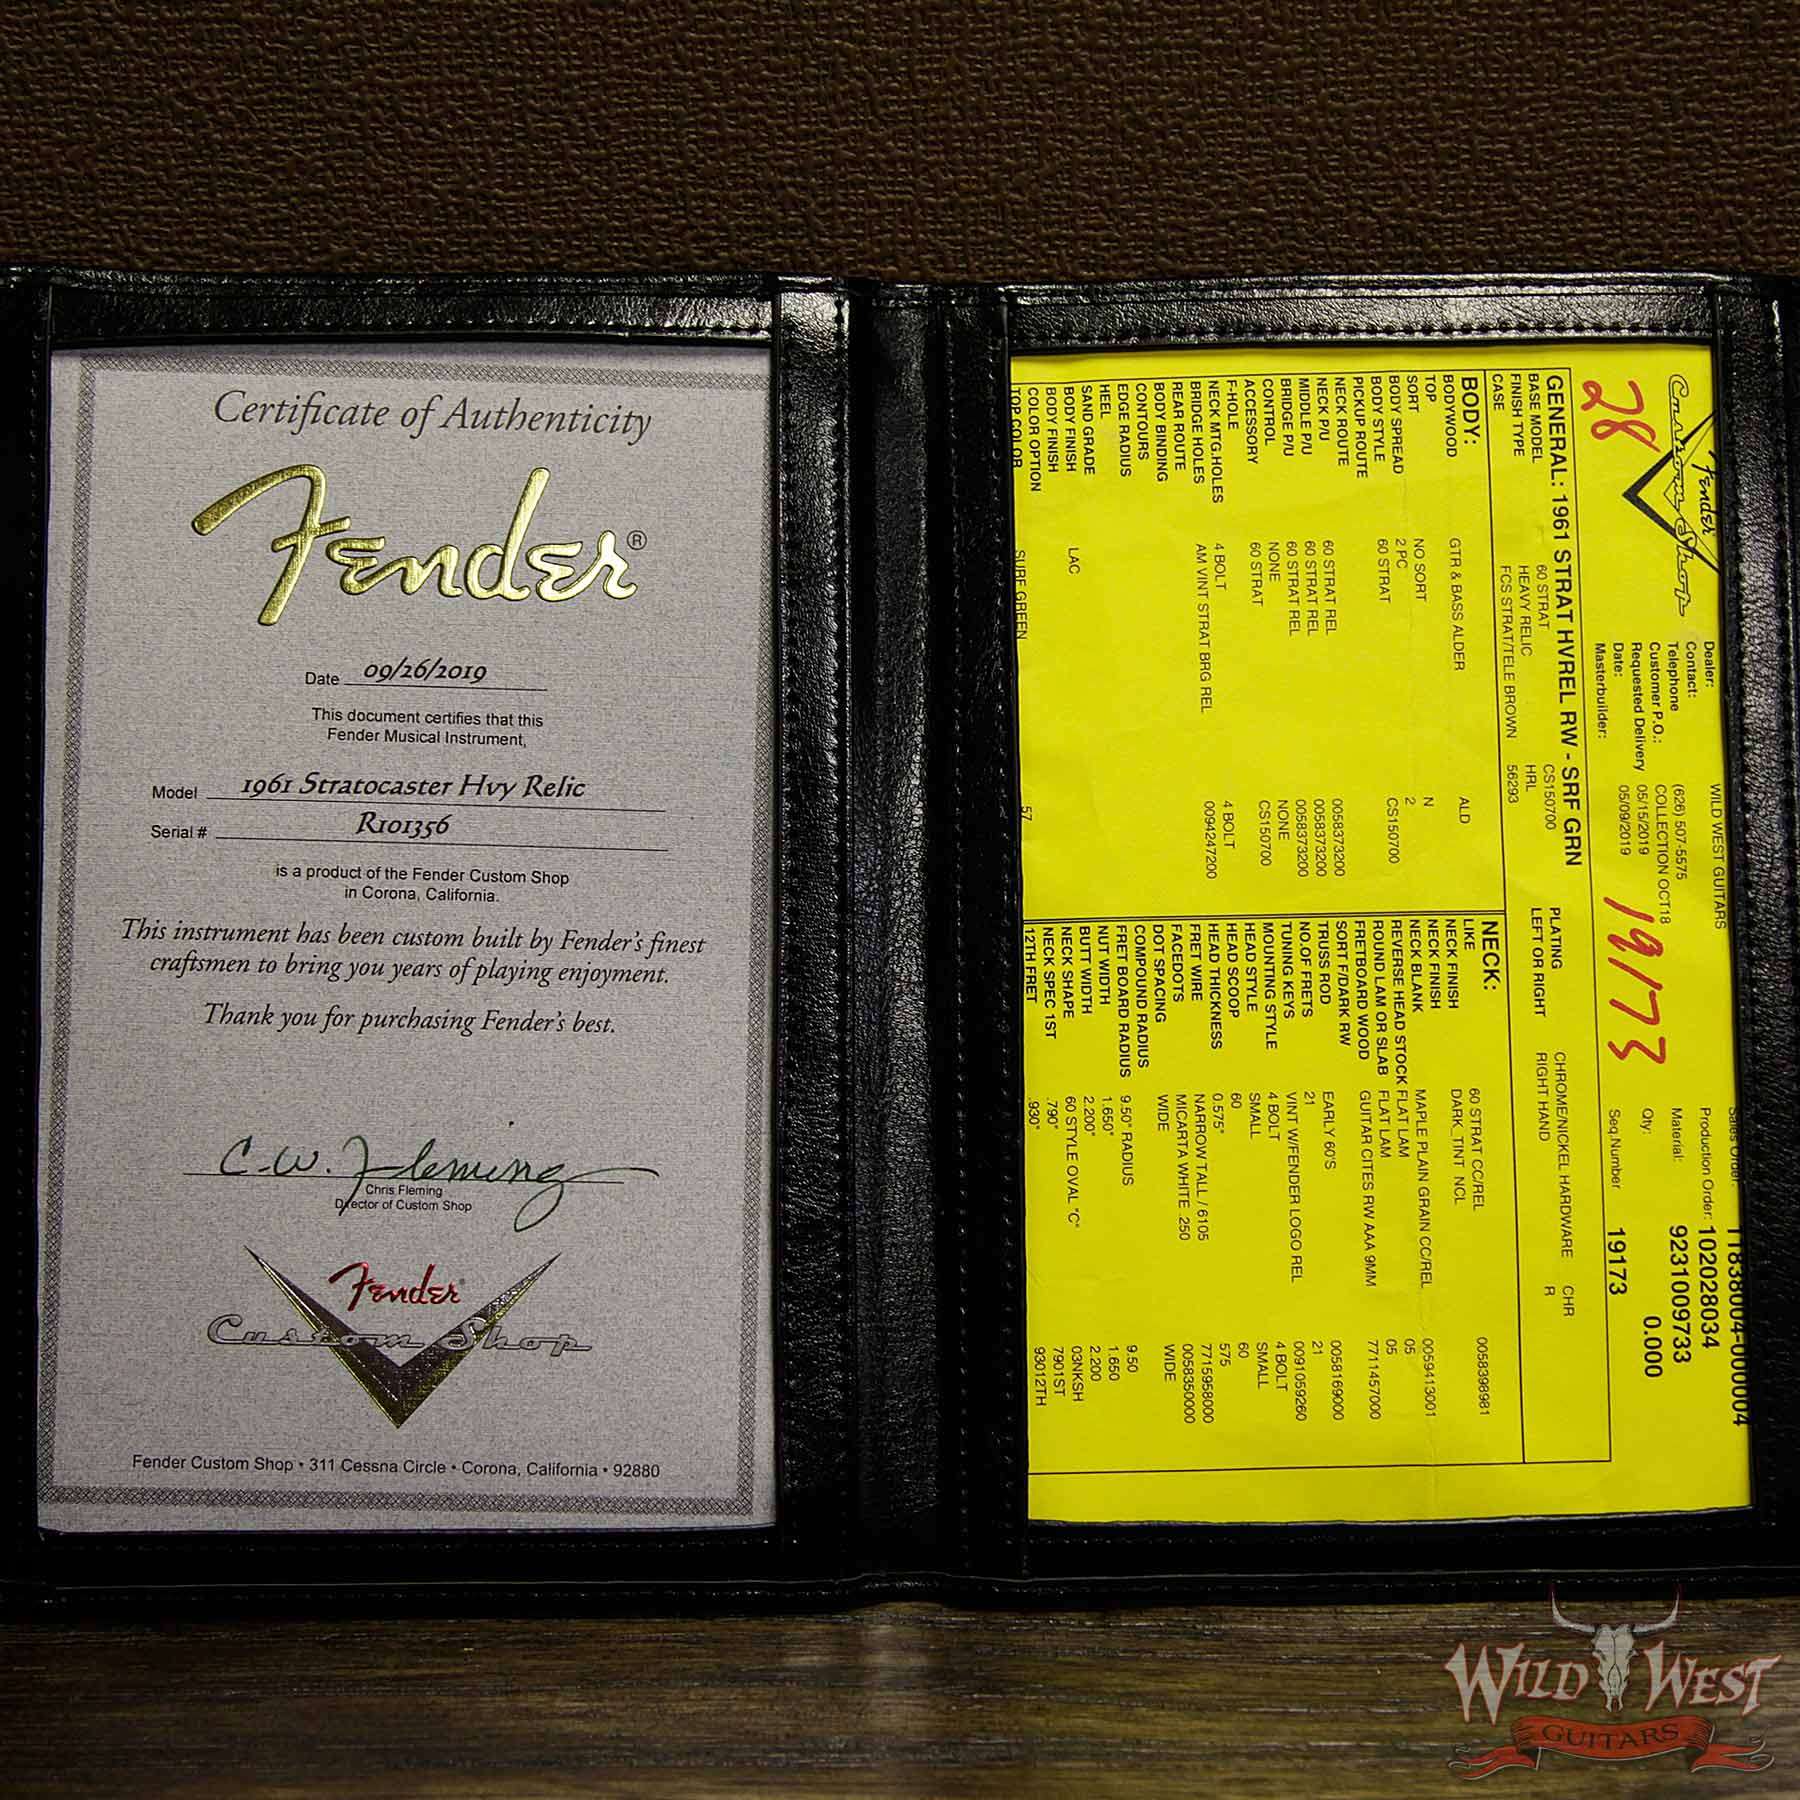 Certificate of Authenticity
Fender®
Date 09/26/2019
This document certifies that this
Fender Musical Instrument,
Model 1961 Stratocaster Hvy Relic
Serial # R101356
is a product of the Fender Custom Shop
in Corona, California.
This instrument has been custom built by Fender's finest
craftsmen to bring you years of playing enjoyment.
Thank you for purchasing Fender's best.
C.W. Fleming
Chris Fleming
Director of Custom Shop
Fender
Custom Shop
Fender Custom Shop • 311 Cessna Circle • Corona, California • 92880
Fender
Custom Shop
28
19173
Dealer: WILD WEST GUITARS
Contact:
Telephone (626) 507-5575
Customer P.O.: COLLECTION OCT18
Requested Delivery 05/15/2019
Date: 05/09/2019
Masterbuilder:
Sales Order: 11838004-0000004
Production Order: 102028034
Material: 9231009733
Qty: 0.000
Seq.Number 19173
GENERAL: 1961 STRAT HVREL RW - SRF GRN
BASE MODEL 60 STRAT CS150700
FINISH TYPE HEAVY RELIC HRL
CASE FCS STRAT/TELE BROWN 56293
PLATING CHROME/NICKEL HARDWARE CHR
LEFT OR RIGHT RIGHT HAND R
BODY:
BODYWOOD GTR & BASS ALDER ALD
TOP
SORT NO SORT N
BODY SPREAD 2 PC 2
BODY STYLE 60 STRAT CS150700
PICKUP ROUTE
NECK ROUTE
NECK P/U 60 STRAT REL 0058373200
MIDDLE P/U 60 STRAT REL 0058373200
BRIDGE P/U 60 STRAT REL 0058373200
CONTROL NONE NONE
ACCESSORY 60 STRAT CS150700
F-HOLE
NECK MTG.HOLES 4 BOLT 4 BOLT
BRIDGE HOLES AM VINT STRAT BRG REL 0094247200
REAR ROUTE
BODY BINDING
CONTOURS
EDGE RADIUS
HEEL
SAND GRADE
BODY FINISH LAC
BODY FINISH
COLOR OPTION
TOP COLOR SURF GREEN 57
NECK:
LIKE 60 STRAT CC/REL 0058398981
NECK FINISH DARK_TINT NCL
NECK FINISH
NECK BLANK MAPLE PLAIN GRAIN CC/REL 0059413001
REVERSE HEAD STOCK FLAT LAM 05
ROUND LAM OR SLAB FLAT LAM 05
FRETBOARD WOOD GUITAR CITES RW AAA 9MM 7711457000
SORT F/DARK RW
TRUSS ROD EARLY 60'S 0058169000
NO.OF FRETS 21 21
TUNING KEYS VINT W/FENDER LOGO REL 0091059260
MOUNTING STYLE 4 BOLT 4 BOLT
HEAD STYLE SMALL SMALL
HEAD SCOOP 60 60
HEAD THICKNESS 0.575" 575
FRET WIRE NARROW TALL / 6105 7715958000
FACEDOTS MICARTA WHITE .250 0058350000
DOT SPACING WIDE WIDE
COMPOUND RADIUS
FRET BOARD RADIUS 9.50" RADIUS 9.50
NUT WIDTH 1.650" 1.650
BUTT WIDTH 2.200" 2.200
NECK SHAPE 60 STYLE OVAL "C" 03NKSH
NECK SPEC 1ST .790" 7901ST
12TH FRET .930" 93012TH
WILD WEST
GUITARS